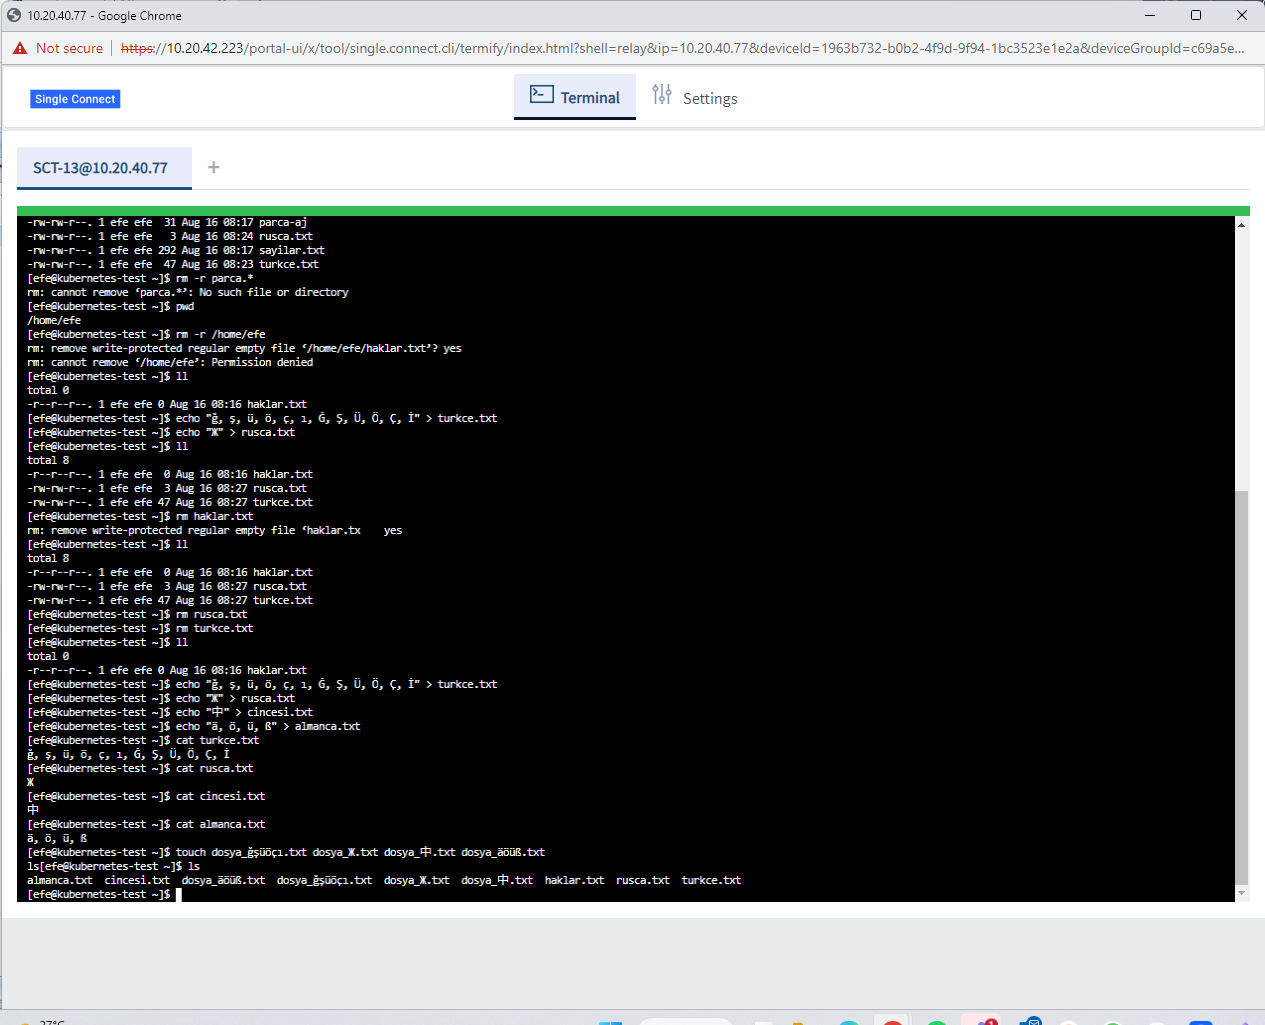 10.20.40.77 - Google Chrome
Not secure
https://10.20.42.223/portal-ui/x/tool/single.connect.cli/termify/index.html?shell=relay&ip=10.20.40.77&deviceId=1963b732-b0b2-4f9d-9f94-1bc3523e1e2a&deviceGroupId=c69a5e...
Single Connect
Terminal
Settings
SCT-13@10.20.40.77 +
-rw-rw-r--. 1 efe efe  31 Aug 16 08:17 parca-aj
-rw-rw-r--. 1 efe efe   3 Aug 16 08:24 rusca.txt
-rw-rw-r--. 1 efe efe 292 Aug 16 08:17 sayilar.txt
-rw-rw-r--. 1 efe efe  47 Aug 16 08:23 turkce.txt
[efe@kubernetes-test ~]$ rm -r parca.*
rm: cannot remove ‘parca.*’: No such file or directory
[efe@kubernetes-test ~]$ pwd
/home/efe
[efe@kubernetes-test ~]$ rm -r /home/efe
rm: remove write-protected regular empty file ‘/home/efe/haklar.txt’? yes
rm: cannot remove ‘/home/efe’: Permission denied
[efe@kubernetes-test ~]$ ll
total 0
-r--r--r--. 1 efe efe 0 Aug 16 08:16 haklar.txt
[efe@kubernetes-test ~]$ echo "ğ, ş, ü, ö, ç, ı, Ğ, Ş, Ü, Ö, Ç, İ" > turkce.txt
[efe@kubernetes-test ~]$ echo "Ж" > rusca.txt
[efe@kubernetes-test ~]$ ll
total 8
-r--r--r--. 1 efe efe  0 Aug 16 08:16 haklar.txt
-rw-rw-r--. 1 efe efe  3 Aug 16 08:27 rusca.txt
-rw-rw-r--. 1 efe efe 47 Aug 16 08:27 turkce.txt
[efe@kubernetes-test ~]$ rm haklar.txt
rm: remove write-protected regular empty file ‘haklar.tx    yes
[efe@kubernetes-test ~]$ ll
total 8
-r--r--r--. 1 efe efe  0 Aug 16 08:16 haklar.txt
-rw-rw-r--. 1 efe efe  3 Aug 16 08:27 rusca.txt
-rw-rw-r--. 1 efe efe 47 Aug 16 08:27 turkce.txt
[efe@kubernetes-test ~]$ rm rusca.txt
[efe@kubernetes-test ~]$ rm turkce.txt
[efe@kubernetes-test ~]$ ll
total 0
-r--r--r--. 1 efe efe 0 Aug 16 08:16 haklar.txt
[efe@kubernetes-test ~]$ echo "ğ, ş, ü, ö, ç, ı, Ğ, Ş, Ü, Ö, Ç, İ" > turkce.txt
[efe@kubernetes-test ~]$ echo "Ж" > rusca.txt
[efe@kubernetes-test ~]$ echo "中" > cincesi.txt
[efe@kubernetes-test ~]$ echo "ä, ö, ü, ß" > almanca.txt
[efe@kubernetes-test ~]$ cat turkce.txt
ğ, ş, ü, ö, ç, ı, Ğ, Ş, Ü, Ö, Ç, İ
[efe@kubernetes-test ~]$ cat rusca.txt
Ж
[efe@kubernetes-test ~]$ cat cincesi.txt
中
[efe@kubernetes-test ~]$ cat almanca.txt
ä, ö, ü, ß
[efe@kubernetes-test ~]$ touch dosya_ğşüöçı.txt dosya_Ж.txt dosya_中.txt dosya_äöüß.txt
ls[efe@kubernetes-test ~]$ ls
almanca.txt  cincesi.txt  dosya_äöüß.txt  dosya_ğşüöçı.txt  dosya_Ж.txt  dosya_中.txt  haklar.txt  rusca.txt  turkce.txt
[efe@kubernetes-test ~]$
27°C